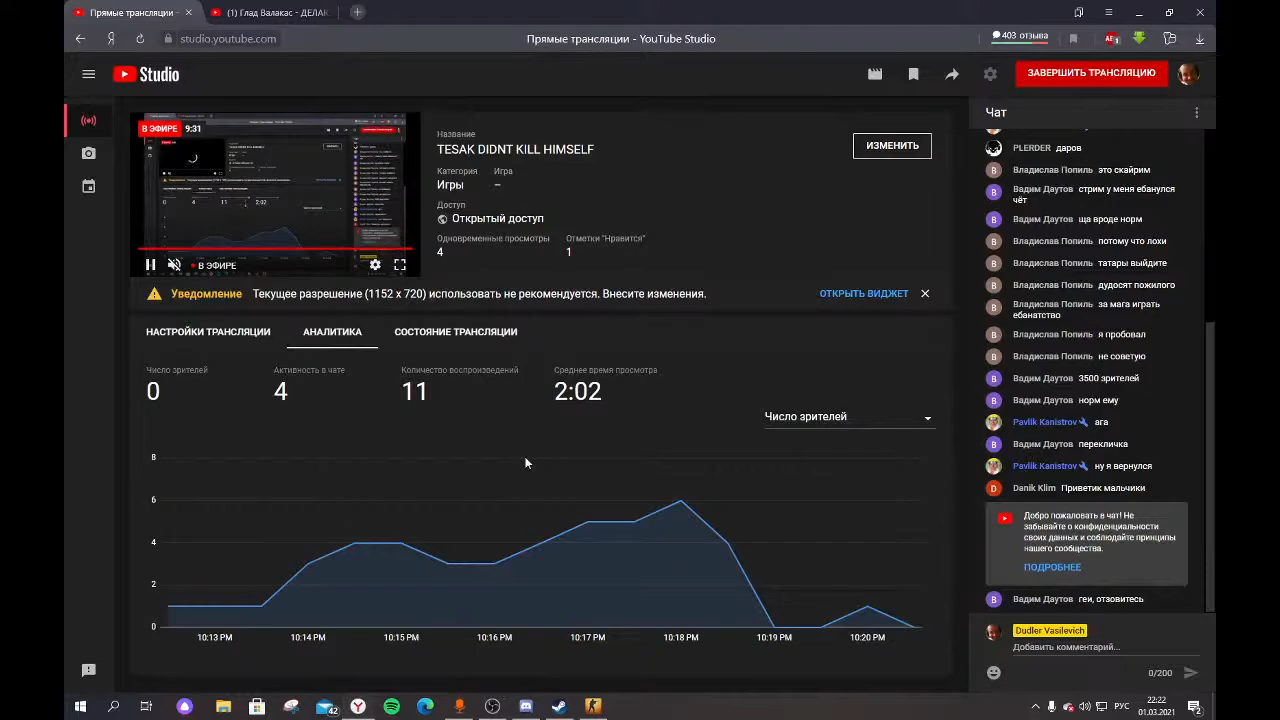 Прямые трансляции -
(1) Глад Валакас - ДЕЛАК
studio.youtube.com
Прямые трансляции - YouTube Studio
403 отзыва
Studio
ЗАВЕРШИТЬ ТРАНСЛЯЦИЮ
В ЭФИРЕ 9:31
В ЭФИРЕ
Название
TESAK DIDNT KILL HIMSELF
ИЗМЕНИТЬ
Категория Игра
Игры –
Доступ
Открытый доступ
Одновременные просмотры Отметки "Нравится"
4 1
Уведомление Текущее разрешение (1152 x 720) использовать не рекомендуется. Внесите изменения.
ОТКРЫТЬ ВИДЖЕТ
НАСТРОЙКИ ТРАНСЛЯЦИИ АНАЛИТИКА СОСТОЯНИЕ ТРАНСЛЯЦИИ
Число зрителей Активность в чате Количество воспроизведений Среднее время просмотра
0 4 11 2:02
Число зрителей
8
6
4
2
0
10:13 PM 10:14 PM 10:15 PM 10:16 PM 10:17 PM 10:18 PM 10:19 PM 10:20 PM
Чат
PLERDER даров
Владислав Попиль это скайрим
Вадим Даутов стрим у меня ебанулся
чёт
Вадим Даутов ща вроде норм
Владислав Попиль потому что лохи
Владислав Попиль татары выйдите
Владислав Попиль дудосят пожилого
Владислав Попиль за мага играть
ебанатство
Владислав Попиль я пробовал
Владислав Попиль не советую
Вадим Даутов 3500 зрителей
Вадим Даутов норм ему
Pavlik Kanistrov ага
Вадим Даутов перекличка
Pavlik Kanistrov ну я вернулся
Danik Klim Приветик мальчики
Добро пожаловать в чат! Не
забывайте о конфиденциальности
своих данных и соблюдайте принципы
нашего сообщества.
ПОДРОБНЕЕ
Вадим Даутов геи, отзовитесь
Dudler Vasilevich
Добавить комментарий...
0/200
42
РУС
22:22
01.03.2021
2